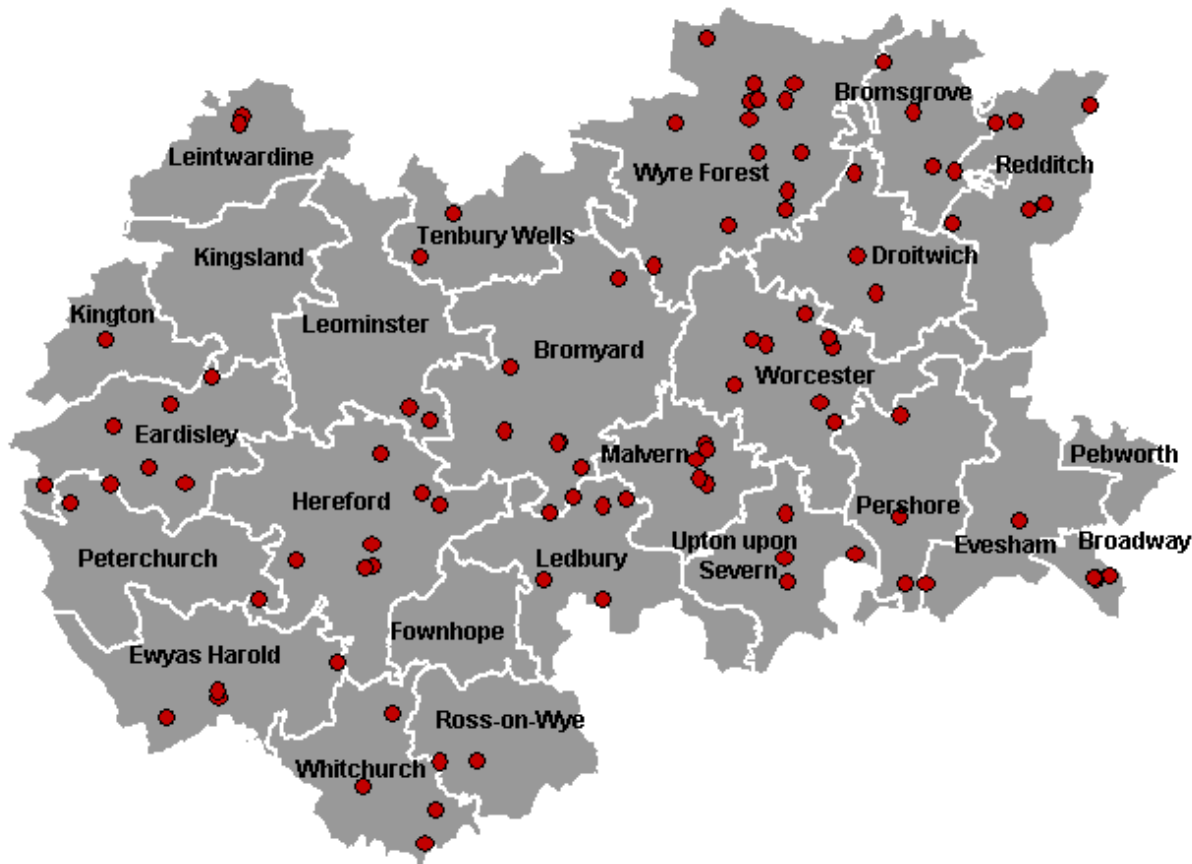 Bromsgrove
Leintwardine
Wyre Forest
Redditch
Tenbury Wells
Kingsland
Droitwich
Kington
Leominster
Bromyard
Worcester
Eardisley
Malvern
Pebworth
Hereford
Pershore
Peterchurch
Ledbury
Upton upon
Severn
Evesham
Broadway
Fownhope
Ewyas Harold
Ross-on-Wye
Whitchurch